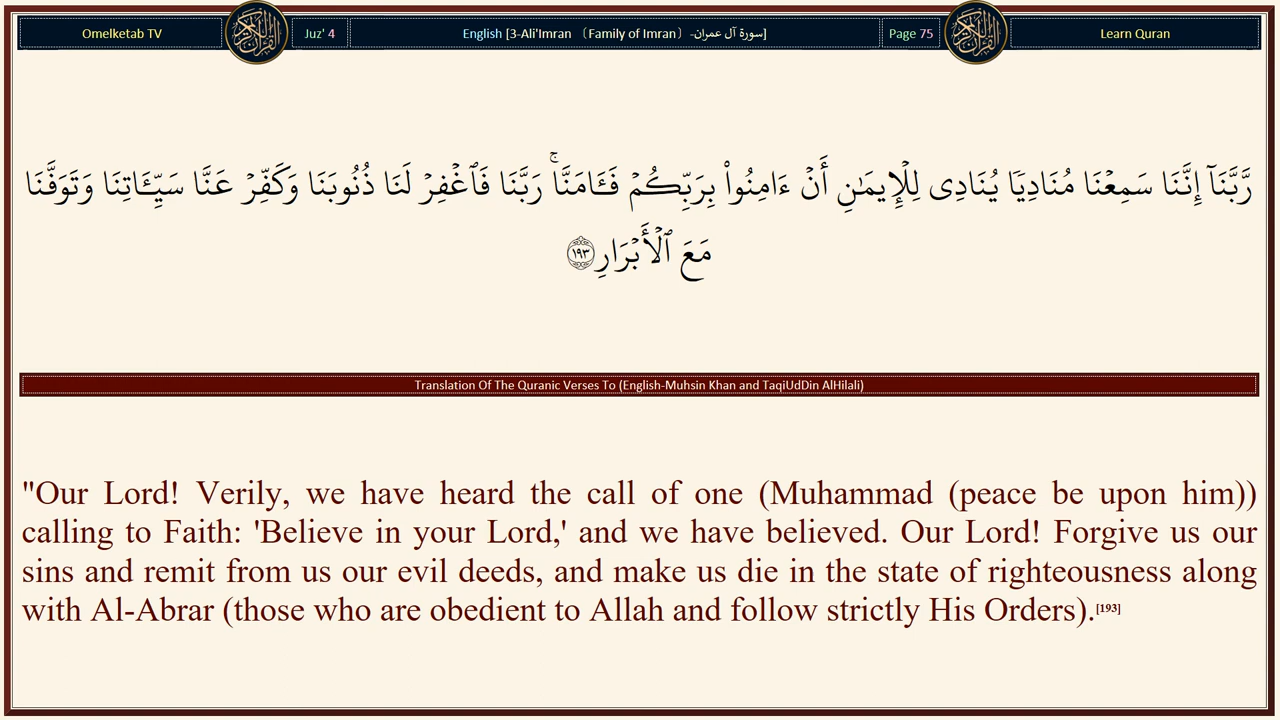 Omelketab TV
Juz' 4
English [3-Ali'Imran (Family of Imran) -سورة آل عمران]
Page 75
Learn Quran
رَّبَّنَآ إِنَّنَا سَمِعۡنَا مُنَادِيٗا يُنَادِي لِلۡإِيمَٰنِ أَنۡ ءَامِنُواْ بِرَبِّكُمۡ فَـَٔامَنَّاۚ رَبَّنَا فَٱغۡفِرۡ لَنَا ذُنُوبَنَا وَكَفِّرۡ عَنَّا سَيِّـَٔاتِنَا وَتَوَفَّنَا
مَعَ ٱلۡأَبۡرَارِ ١٩٣
Translation Of The Quranic Verses To (English-Muhsin Khan and TaqiUdDin AlHilali)
"Our Lord! Verily, we have heard the call of one (Muhammad (peace be upon him))
calling to Faith: 'Believe in your Lord,' and we have believed. Our Lord! Forgive us our
sins and remit from us our evil deeds, and make us die in the state of righteousness along
with Al-Abrar (those who are obedient to Allah and follow strictly His Orders).[193]